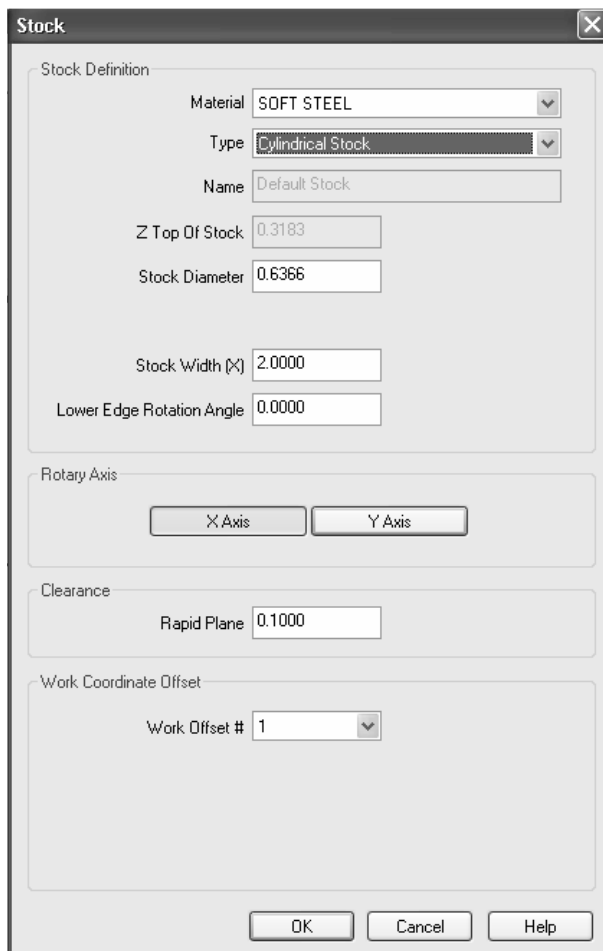 Stock
Stock Definition
Material SOFT STEEL
Type Cylindrical Stock
Name Default Stock
Z Top Of Stock 0.3183
Stock Diameter 0.6366
Stock Width (X) 2.0000
Lower Edge Rotation Angle 0.0000
Rotary Axis
X Axis Y Axis
Clearance
Rapid Plane 0.1000
Work Coordinate Offset
Work Offset # 1
OK Cancel Help